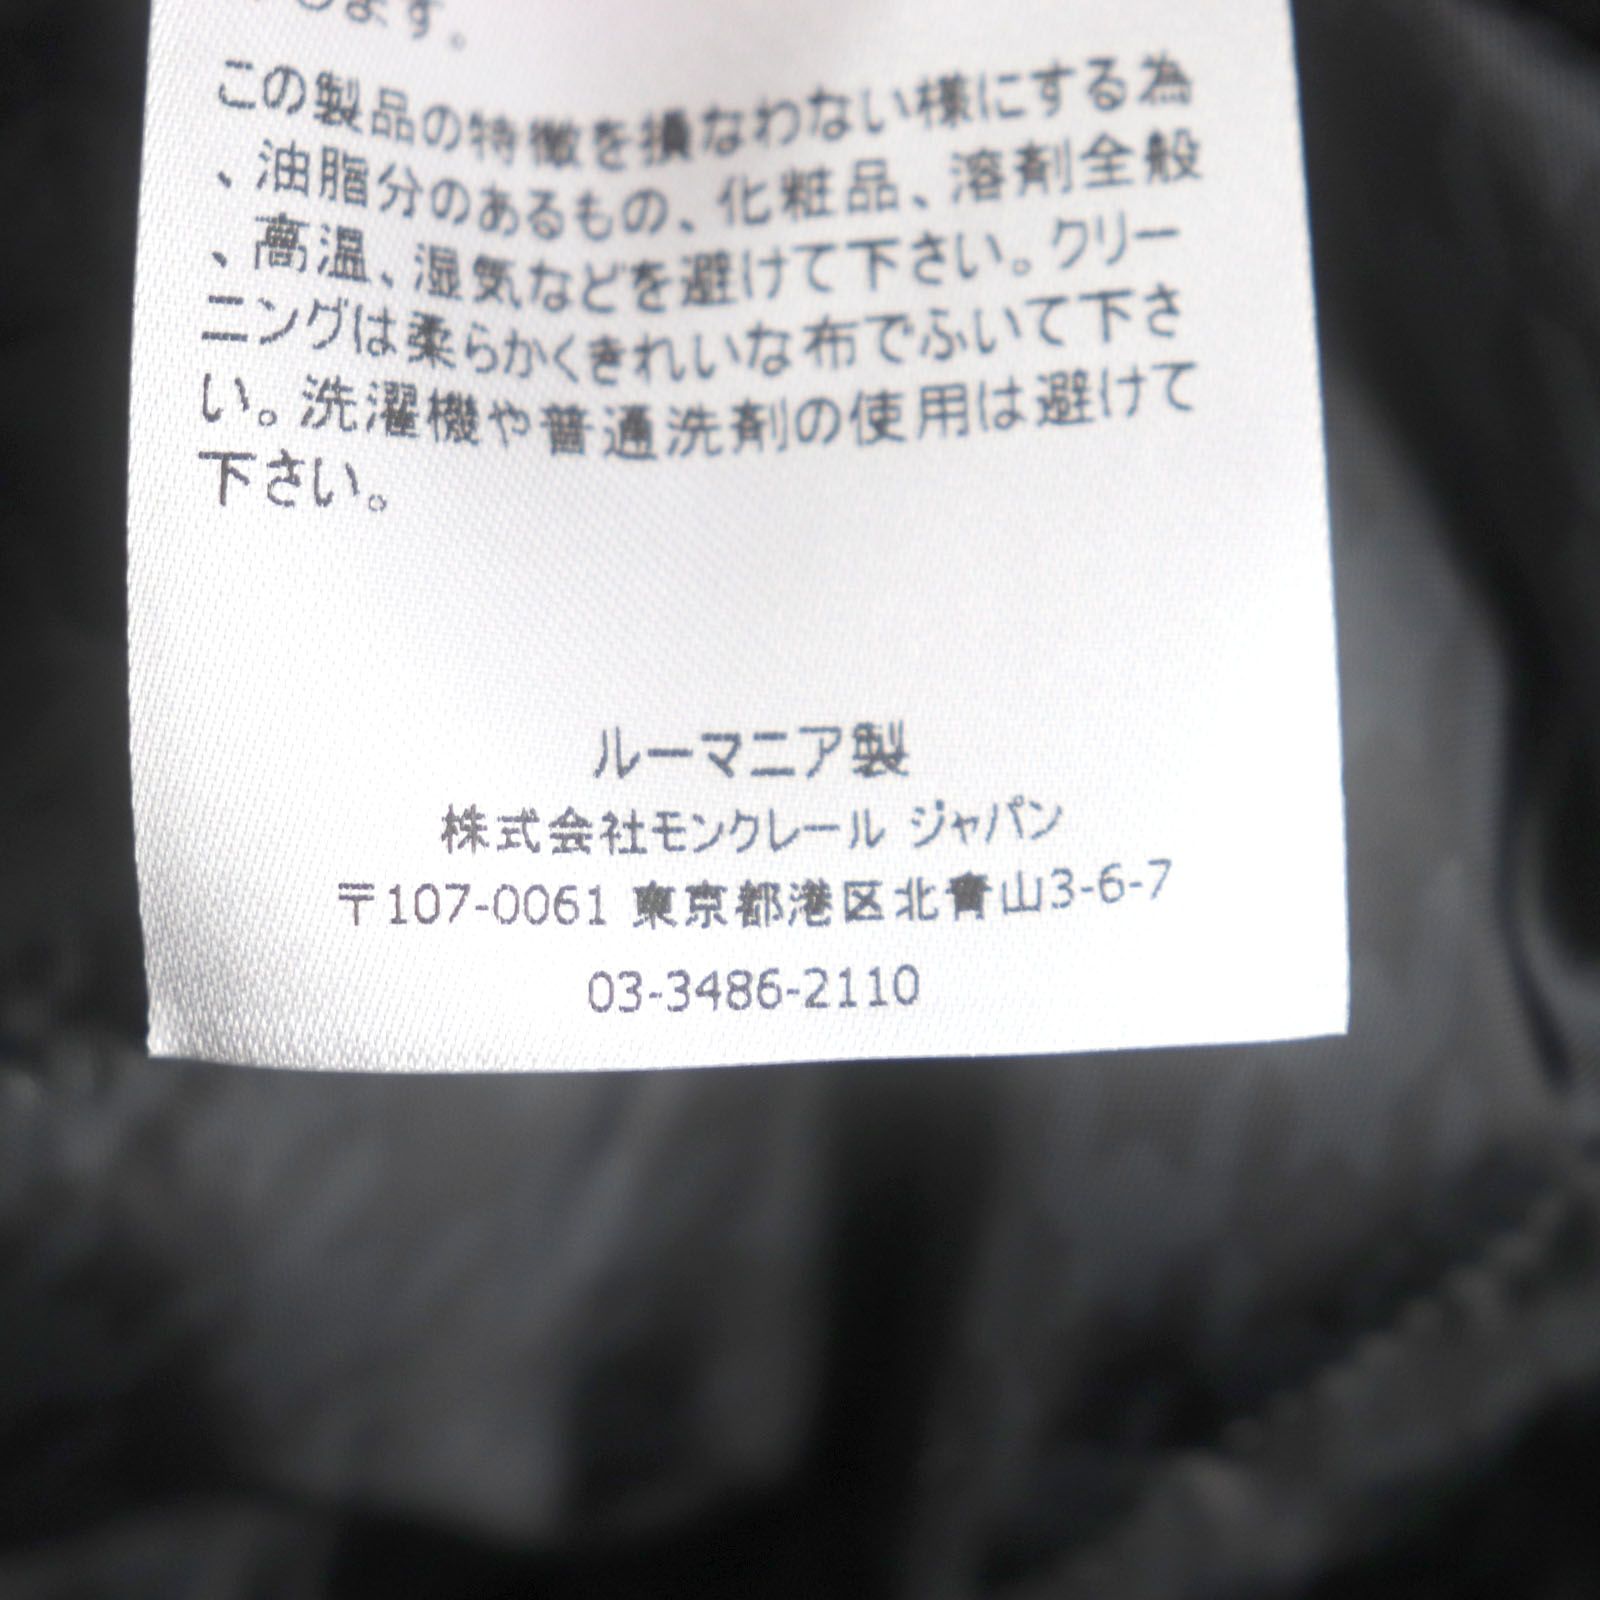 します。
この製品の特徴を損なわない様にする為
、油脂分のあるもの、化粧品、溶剤全般
、高温、湿気などを避けて下さい。クリー
ニングは柔らかくきれいな布でふいて下さ
い。洗濯機や普通洗剤の使用は避けて
下さい。
ルーマニア製
株式会社モンクレール ジャパン
〒107-0061 東京都港区北青山3-6-7
03-3486-2110